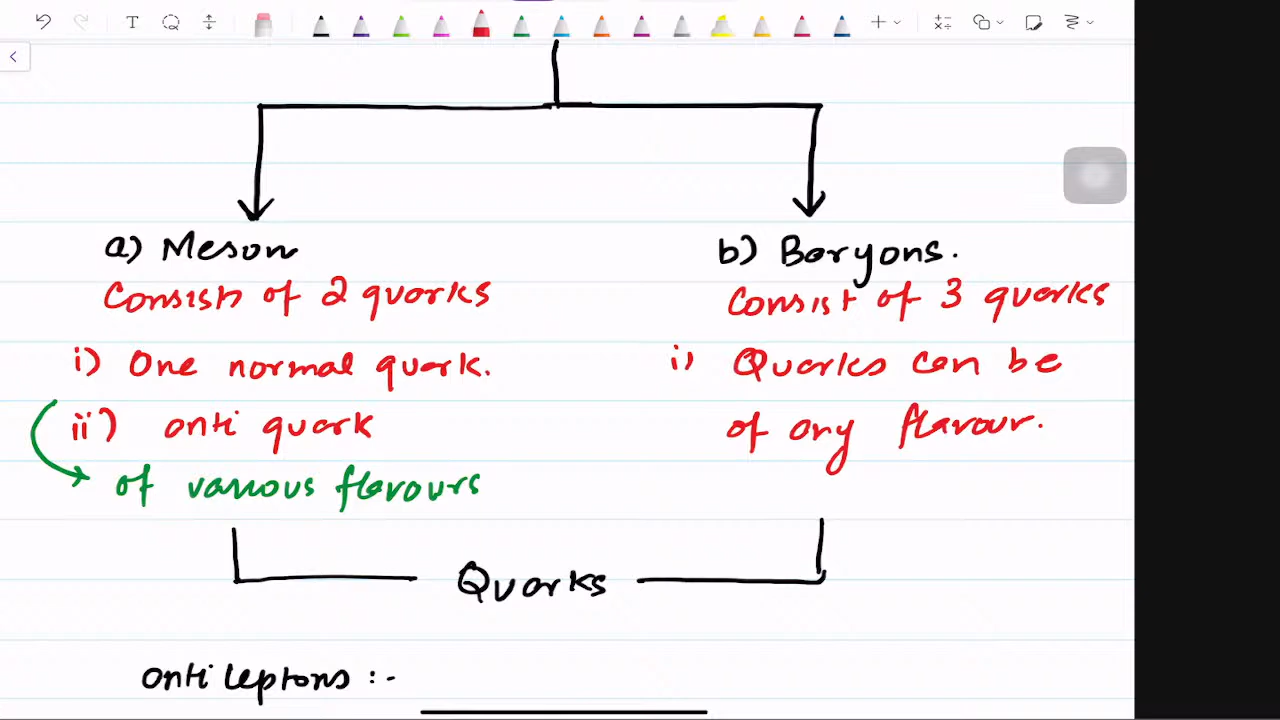 a) Meson
Consists of 2 quarks
i) One normal quark.
ii) anti quark
of various flavours
b) Baryons.
Consist of 3 quarks
i) Quarks can be
of any flavour.
Quarks
anti leptons :-